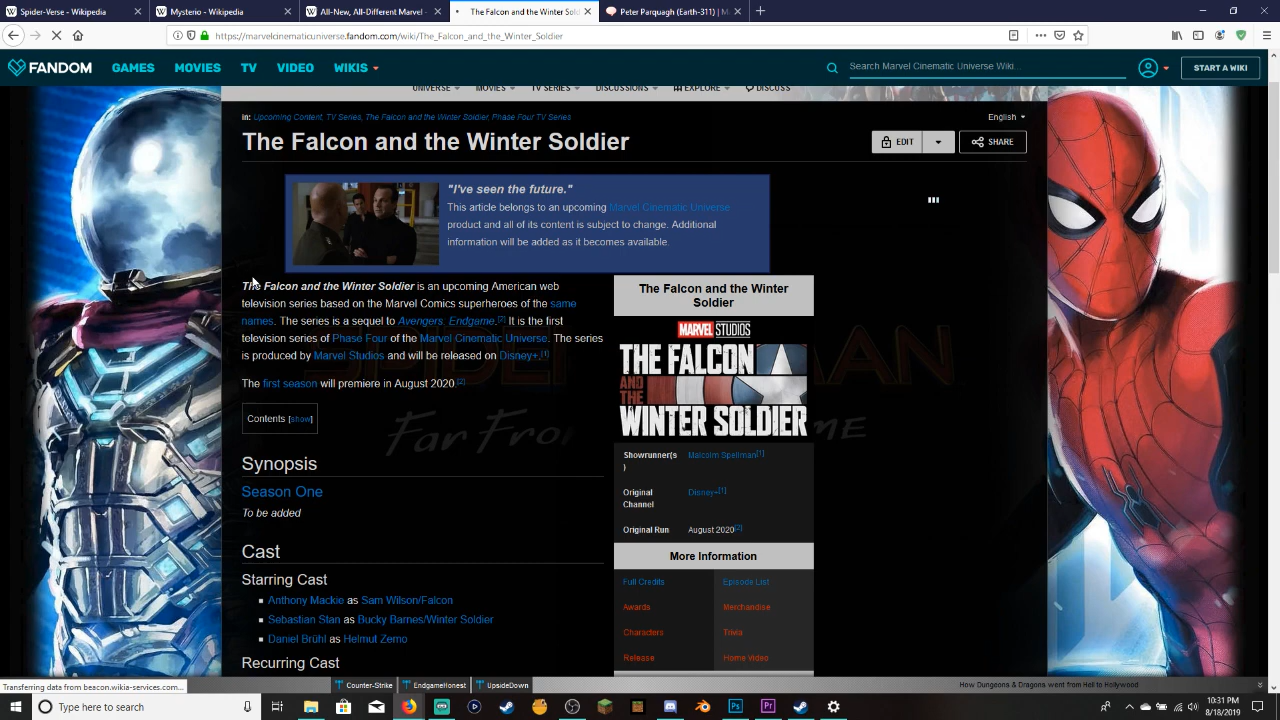 Spider-Verse - Wikipedia
Mysterio - Wikipedia
All-New, All-Different Marvel -
The Falcon and the Winter Sol
Peter Parquagh (Earth-311) | M
https://marvelcinematicuniverse.fandom.com/wiki/The_Falcon_and_the_Winter_Soldier
FANDOM
GAMES
MOVIES
TV
VIDEO
WIKIS
Search Marvel Cinematic Universe Wiki...
START A WIKI
UNIVERSE
MOVIES
TV SERIES
DISCUSSIONS
EXPLORE
DISCUSS
in: Upcoming Content, TV Series, The Falcon and the Winter Soldier, Phase Four TV Series
English
The Falcon and the Winter Soldier
EDIT
SHARE
"I've seen the future."
This article belongs to an upcoming Marvel Cinematic Universe
product and all of its content is subject to change. Additional
information will be added as it becomes available.
The Falcon and the Winter Soldier is an upcoming American web
television series based on the Marvel Comics superheroes of the same
names. The series is a sequel to Avengers: Endgame.[2] It is the first
television series of Phase Four of the Marvel Cinematic Universe. The series
is produced by Marvel Studios and will be released on Disney+.[1]
The first season will premiere in August 2020.[2]
Contents [show]
Synopsis
Season One
To be added
Cast
Starring Cast
Anthony Mackie as Sam Wilson/Falcon
Sebastian Stan as Bucky Barnes/Winter Soldier
Daniel Brühl as Helmut Zemo
Recurring Cast
The Falcon and the Winter
Soldier
MARVEL STUDIOS
THE FALCON
AND THE
WINTER SOLDIER
Showrunner(s
)
Malcolm Spellman[1]
Original
Channel
Disney+[1]
Original Run
August 2020[2]
More Information
Full Credits
Episode List
Awards
Merchandise
Characters
Trivia
Release
Home Video
SPIDER-MAN
Far From
Transferring data from beacon.wikia-services.com...
Counter-Strike
EndgameHonest
UpsideDown
How Dungeons & Dragons went from Hell to Hollywood
Type here to search
10:31 PM
8/18/2019